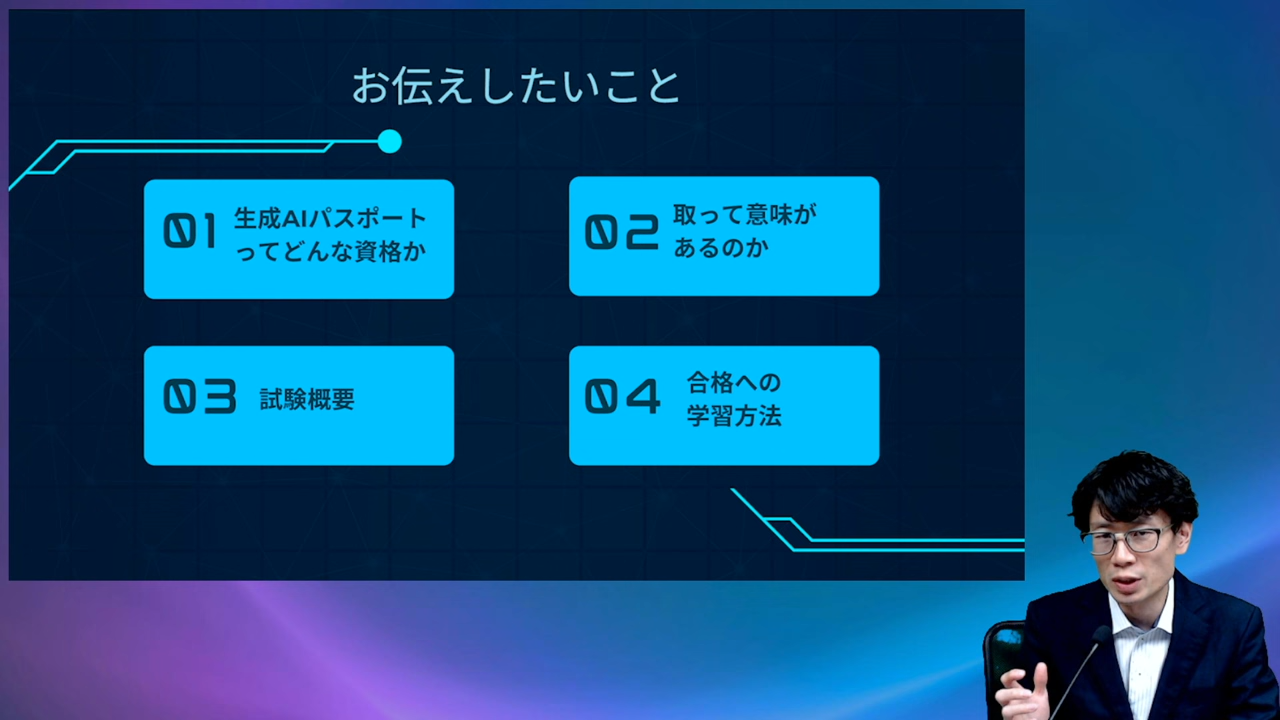 お伝えしたいこと
01 生成AIパスポート
ってどんな資格か
02 取って意味が
あるのか
03 試験概要
04 合格への
学習方法